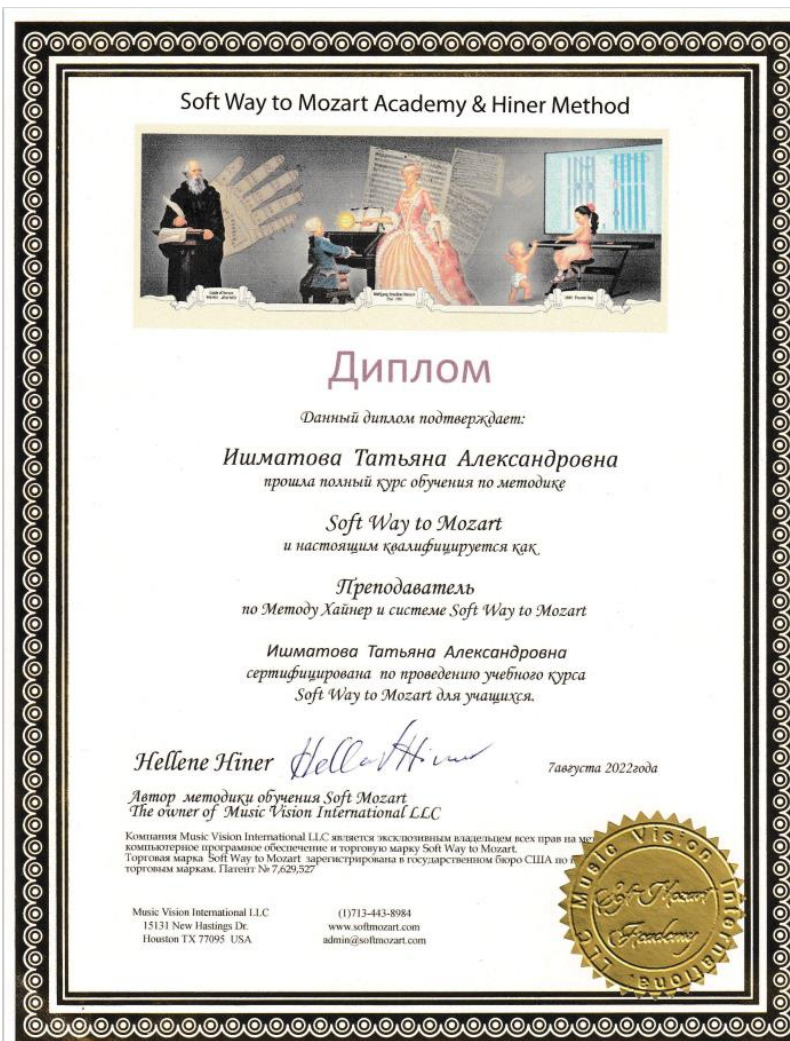 Soft Way to Mozart Academy & Hiner Method
Диплом
Данный диплом подтверждает:
Ишматова Татьяна Александровна
прошла полный курс обучения по методике
Soft Way to Mozart
и настоящим квалифицируется как
Преподаватель
по Методу Хайнер и системе Soft Way to Mozart
Ишматова Татьяна Александровна
сертифицирована по проведению учебного курса
Soft Way to Mozart для учащихся.
Hellene Hiner
7августа 2022года
Автор методики обучения Soft Mozart
The owner of Music Vision International LLC
Компания Music Vision International LLC является эксклюзивным владельцем всех прав на
компьютерное програмное обеспечение и торговую марку Soft Way to Mozart.
Торговая марка Soft Way to Mozart зарегистрирована в государственном бюро США по
торговым маркам. Патент № 7,629,527
Music Vision International LLC
15131 New Hastings Dr.
Houston TX 77095 USA
(1)713-443-8984
www.softmozart.com
admin@softmozart.com
Music Vision International LLC
Soft Mozart
Academy